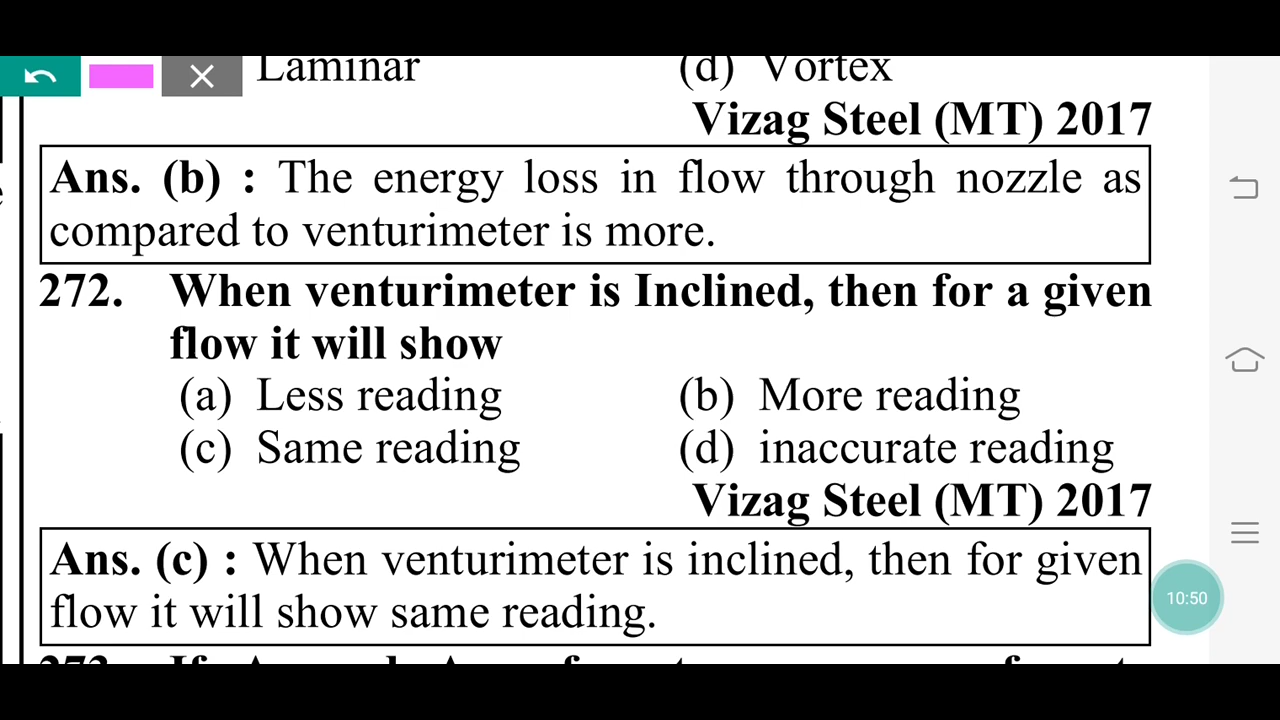 Laminar (d) Vortex
Vizag Steel (MT) 2017
Ans. (b) : The energy loss in flow through nozzle as
compared to venturimeter is more.
272. When venturimeter is Inclined, then for a given
flow it will show
(a) Less reading (b) More reading
(c) Same reading (d) inaccurate reading
Vizag Steel (MT) 2017
Ans. (c) : When venturimeter is inclined, then for given
flow it will show same reading.
10:50